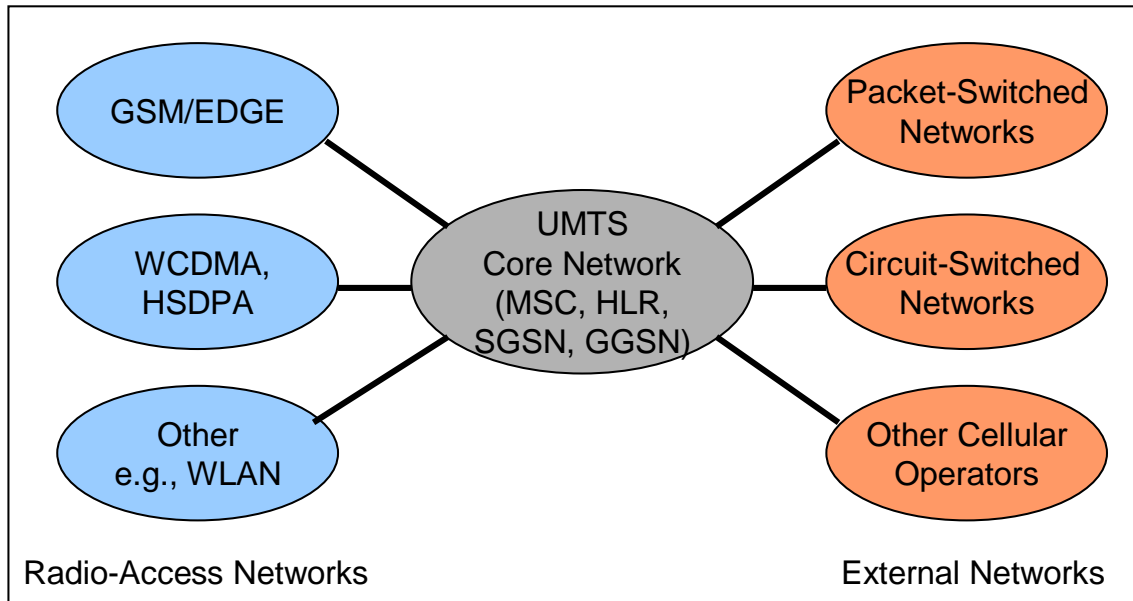 GSM/EDGE
WCDMA,
HSDPA
Other
e.g., WLAN
Radio-Access Networks
UMTS
Core Network
(MSC, HLR,
SGSN, GGSN)
Packet-Switched
Networks
Circuit-Switched
Networks
Other Cellular
Operators
External Networks